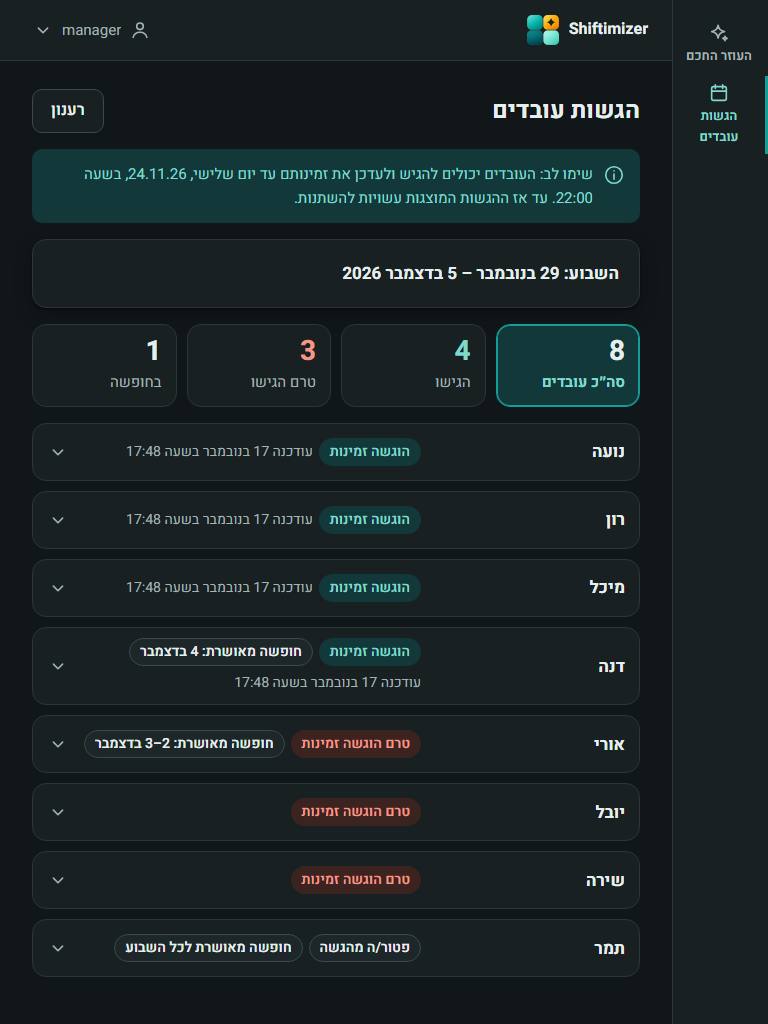 העוזר החכם
הגשות
עובדים
Shiftimizer
manager
הגשות עובדים
רענון
שימו לב: העובדים יכולים להגיש ולעדכן את זמינותם עד יום שלישי, 24.11.26, בשעה
22:00. עד אז ההגשות המוצגות עשויות להשתנות.
השבוע: 29 בנובמבר – 5 בדצמבר 2026
8
סה"כ עובדים
4
הגישו
3
טרם הגישו
1
בחופשה
נועה הוגשה זמינות עודכנה 17 בנובמבר בשעה 17:48
רון הוגשה זמינות עודכנה 17 בנובמבר בשעה 17:48
מיכל הוגשה זמינות עודכנה 17 בנובמבר בשעה 17:48
דנה הוגשה זמינות חופשה מאושרת: 4 בדצמבר
עודכנה 17 בנובמבר בשעה 17:48
אורי טרם הוגשה זמינות חופשה מאושרת: 2–3 בדצמבר
יובל טרם הוגשה זמינות
שירה טרם הוגשה זמינות
תמר פטור/ה מהגשה חופשה מאושרת לכל השבוע